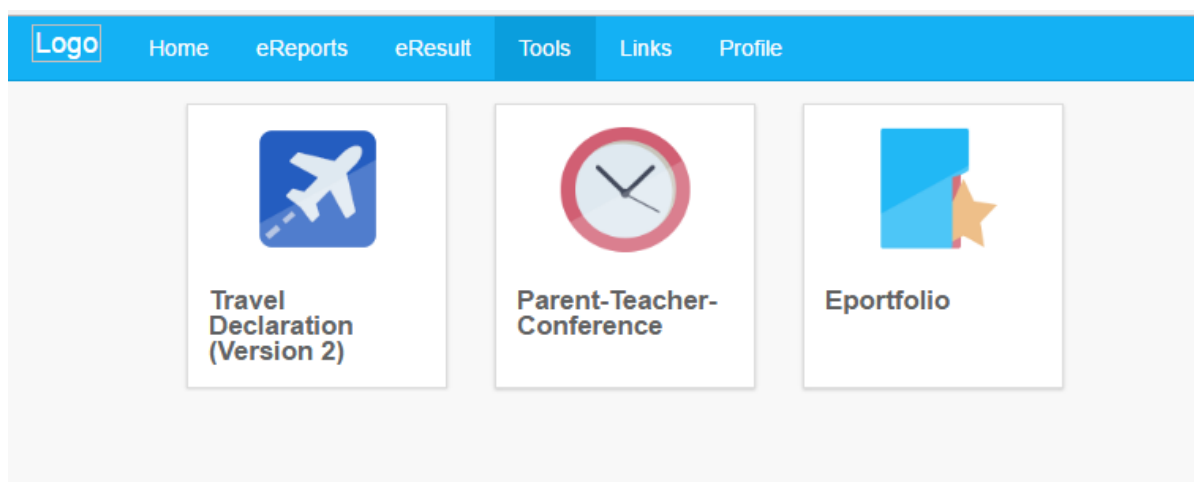 Logo Home eReports eResult Tools Links Profile
Travel
Declaration
(Version 2)
Parent-Teacher-
Conference
Eportfolio